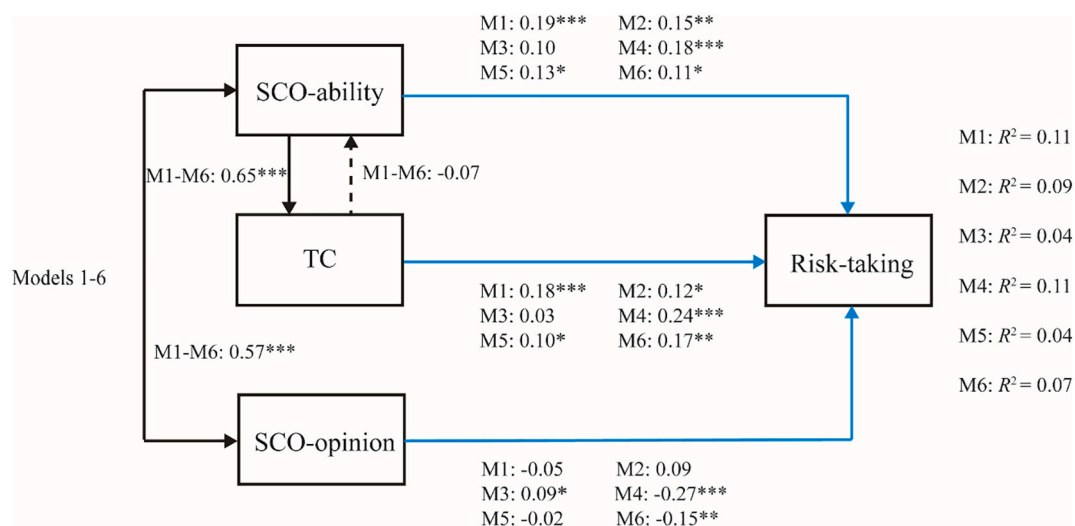 M1: 0.19*** M2: 0.15**
M3: 0.10 M4: 0.18***
M5: 0.13* M6: 0.11*
SCO-ability
M1: R² = 0.11
M1-M6: 0.65*** M1-M6: -0.07
M2: R² = 0.09
M3: R² = 0.04
TC
Risk-taking
Models 1-6
M4: R² = 0.11
M1: 0.18*** M2: 0.12*
M3: 0.03 M4: 0.24***
M5: 0.10* M6: 0.17**
M5: R² = 0.04
M1-M6: 0.57***
M6: R² = 0.07
SCO-opinion
M1: -0.05 M2: 0.09
M3: 0.09* M4: -0.27***
M5: -0.02 M6: -0.15**